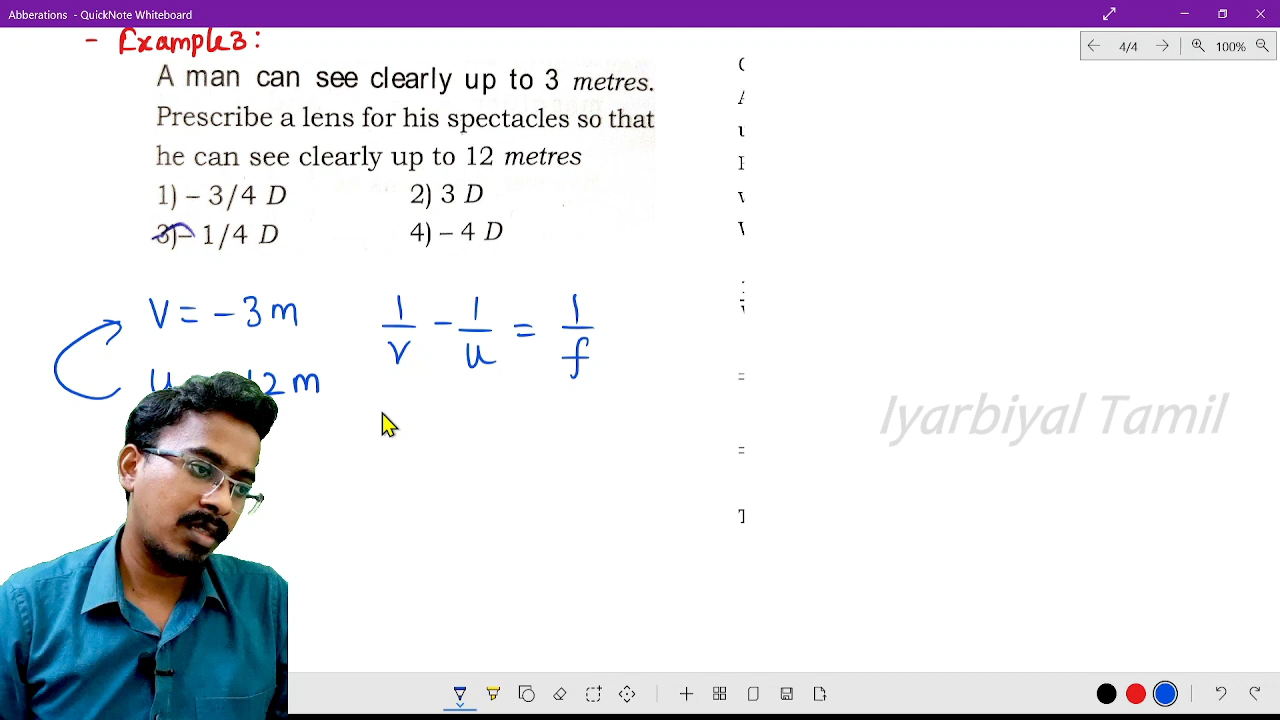 Abberations - QuickNote Whiteboard
4/4
100%
- Example 3:
A man can see clearly up to 3 metres.
Prescribe a lens for his spectacles so that
he can see clearly up to 12 metres
1) – 3/4 D 2) 3 D
3) – 1/4 D 4) – 4 D
V = - 3 m
1/v - 1/u = 1/f
12 m
Iyarbiyal Tamil